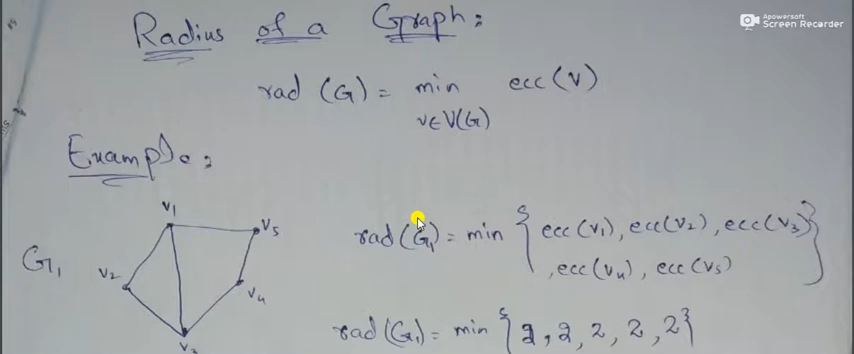 Apowersoft
Screen Recorder
Radius of a Graph:
rad (G) = min ecc (v)
v∈V(G)
Example:
G1
v1
v5
v2
v4
v3
rad(G1) = min { ecc(v1), ecc(v2), ecc(v3)
, ecc(v4), ecc(v5) }
rad(G1) = min { 2, 2, 2, 2, 2 }